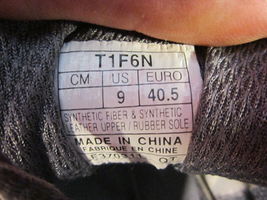 T1F6N
CM US EURO
9 40.5
SYNTHETIC FIBER & SYNTHETIC
LEATHER UPPER / RUBBER SOLE
MADE IN CHINA
FABRIQUE EN CHINE
QT